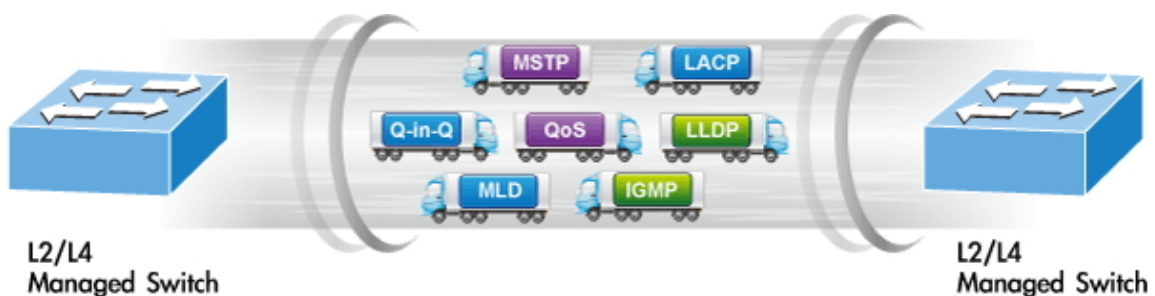 MSTP
LACP
Q-in-Q
QoS
LLDP
MLD
IGMP
L2/L4
Managed Switch
L2/L4
Managed Switch